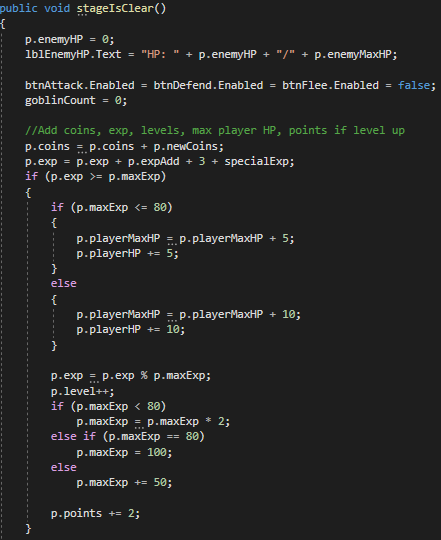 public void stageIsClear()
{
p.enemyHP = 0;
lblEnemyHP.Text = "HP: " + p.enemyHP + "/" + p.enemyMaxHP;
btnAttack.Enabled = btnDefend.Enabled = btnFlee.Enabled = false;
goblinCount = 0;
//Add coins, exp, levels, max player HP, points if level up
p.coins = p.coins + p.newCoins;
p.exp = p.exp + p.expAdd + 3 + specialExp;
if (p.exp >= p.maxExp)
{
if (p.maxExp <= 80)
{
p.playerMaxHP = p.playerMaxHP + 5;
p.playerHP += 5;
}
else
{
p.playerMaxHP = p.playerMaxHP + 10;
p.playerHP += 10;
}
p.exp = p.exp % p.maxExp;
p.level++;
if (p.maxExp < 80)
p.maxExp = p.maxExp * 2;
else if (p.maxExp == 80)
p.maxExp = 100;
else
p.maxExp += 50;
p.points += 2;
}